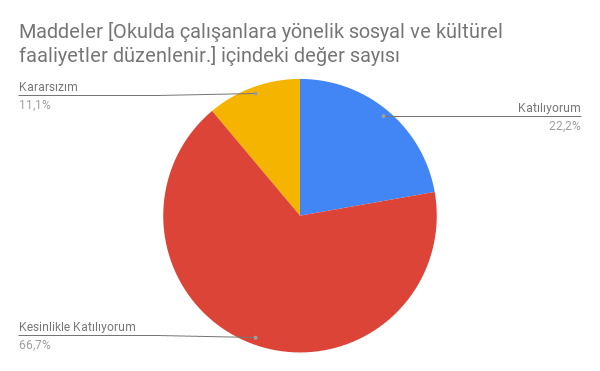 Maddeler [Okulda çalışanlara yönelik sosyal ve kültürel
faaliyetler düzenlenir.] içindeki değer sayısı
Kararsızım
11,1%
Katılıyorum
22,2%
Kesinlikle Katılıyorum
66,7%